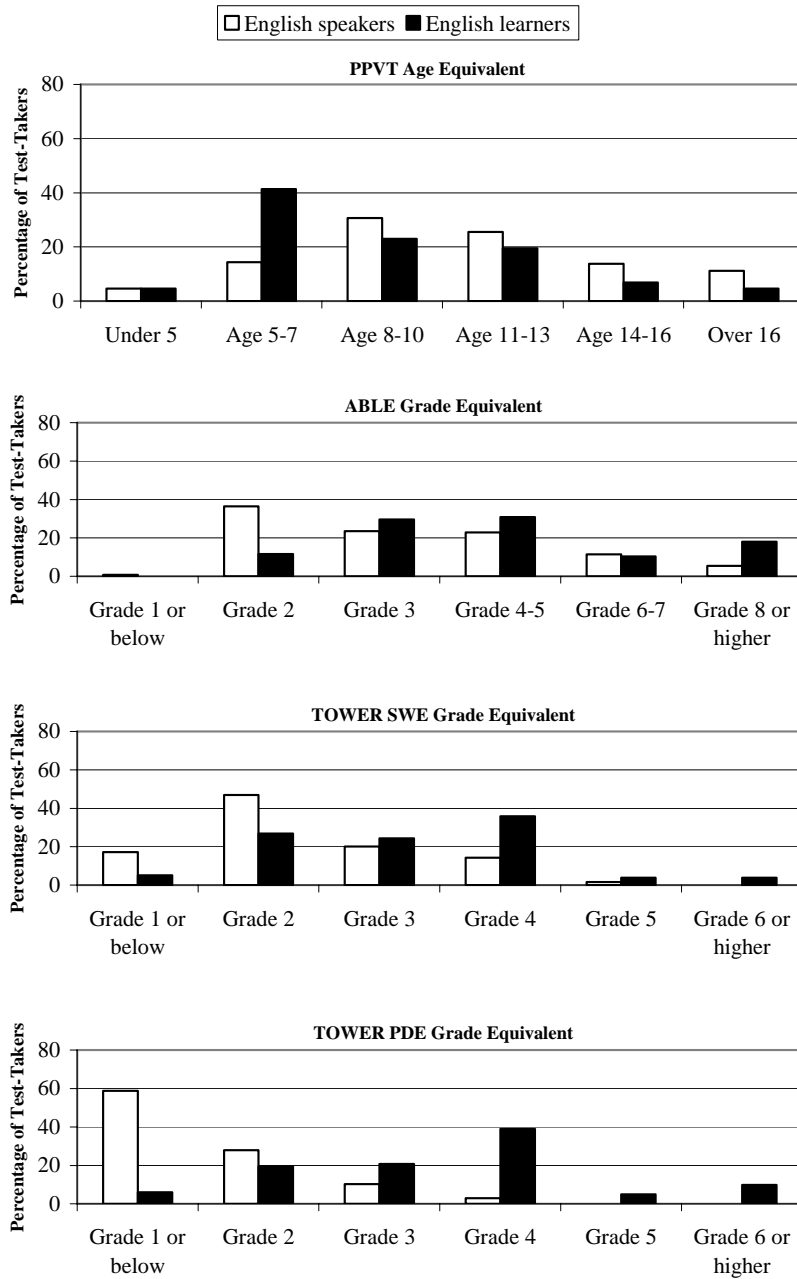 English speakers English learners
PPVT Age Equivalent
Percentage of Test-Takers
80
60
40
20
0
Under 5 Age 5-7 Age 8-10 Age 11-13 Age 14-16 Over 16
ABLE Grade Equivalent
Percentage of Test-Takers
80
60
40
20
0
Grade 1 or below Grade 2 Grade 3 Grade 4-5 Grade 6-7 Grade 8 or higher
TOWER SWE Grade Equivalent
Percentage of Test-Takers
80
60
40
20
0
Grade 1 or below Grade 2 Grade 3 Grade 4 Grade 5 Grade 6 or higher
TOWER PDE Grade Equivalent
Percentage of Test-Takers
80
60
40
20
0
Grade 1 or below Grade 2 Grade 3 Grade 4 Grade 5 Grade 6 or higher